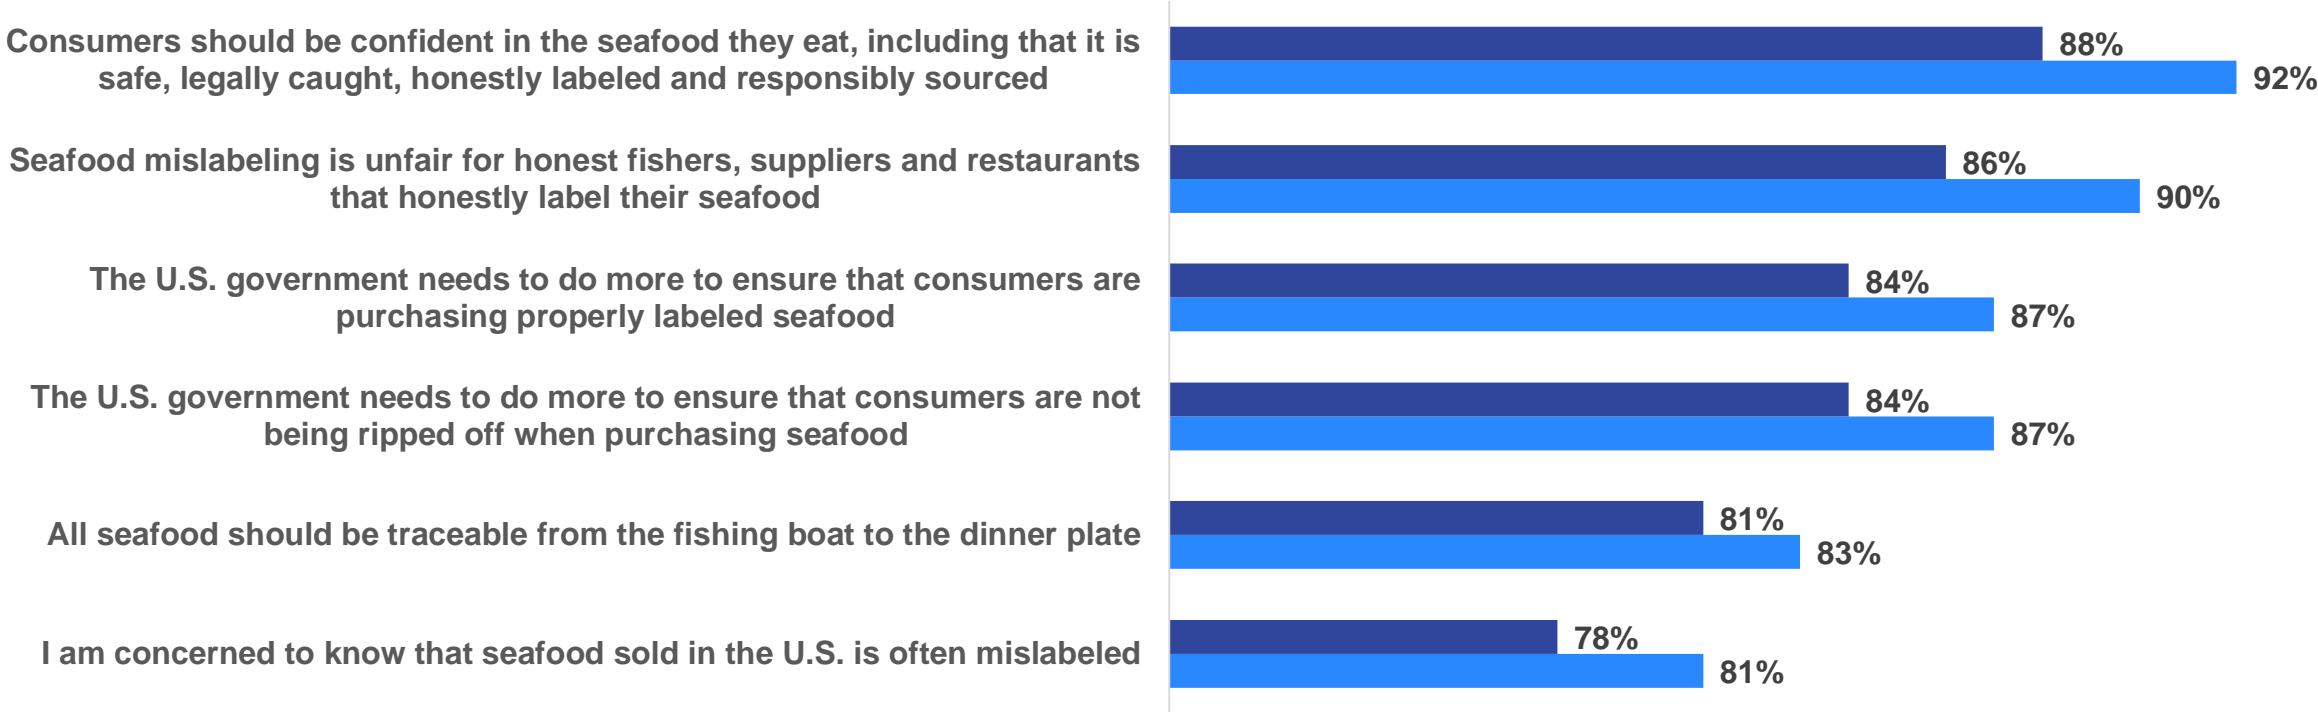 Consumers should be confident in the seafood they eat, including that it is
safe, legally caught, honestly labeled and responsibly sourced
88%
92%
Seafood mislabeling is unfair for honest fishers, suppliers and restaurants
that honestly label their seafood
86%
90%
The U.S. government needs to do more to ensure that consumers are
purchasing properly labeled seafood
84%
87%
The U.S. government needs to do more to ensure that consumers are not
being ripped off when purchasing seafood
84%
87%
All seafood should be traceable from the fishing boat to the dinner plate
81%
83%
I am concerned to know that seafood sold in the U.S. is often mislabeled
78%
81%